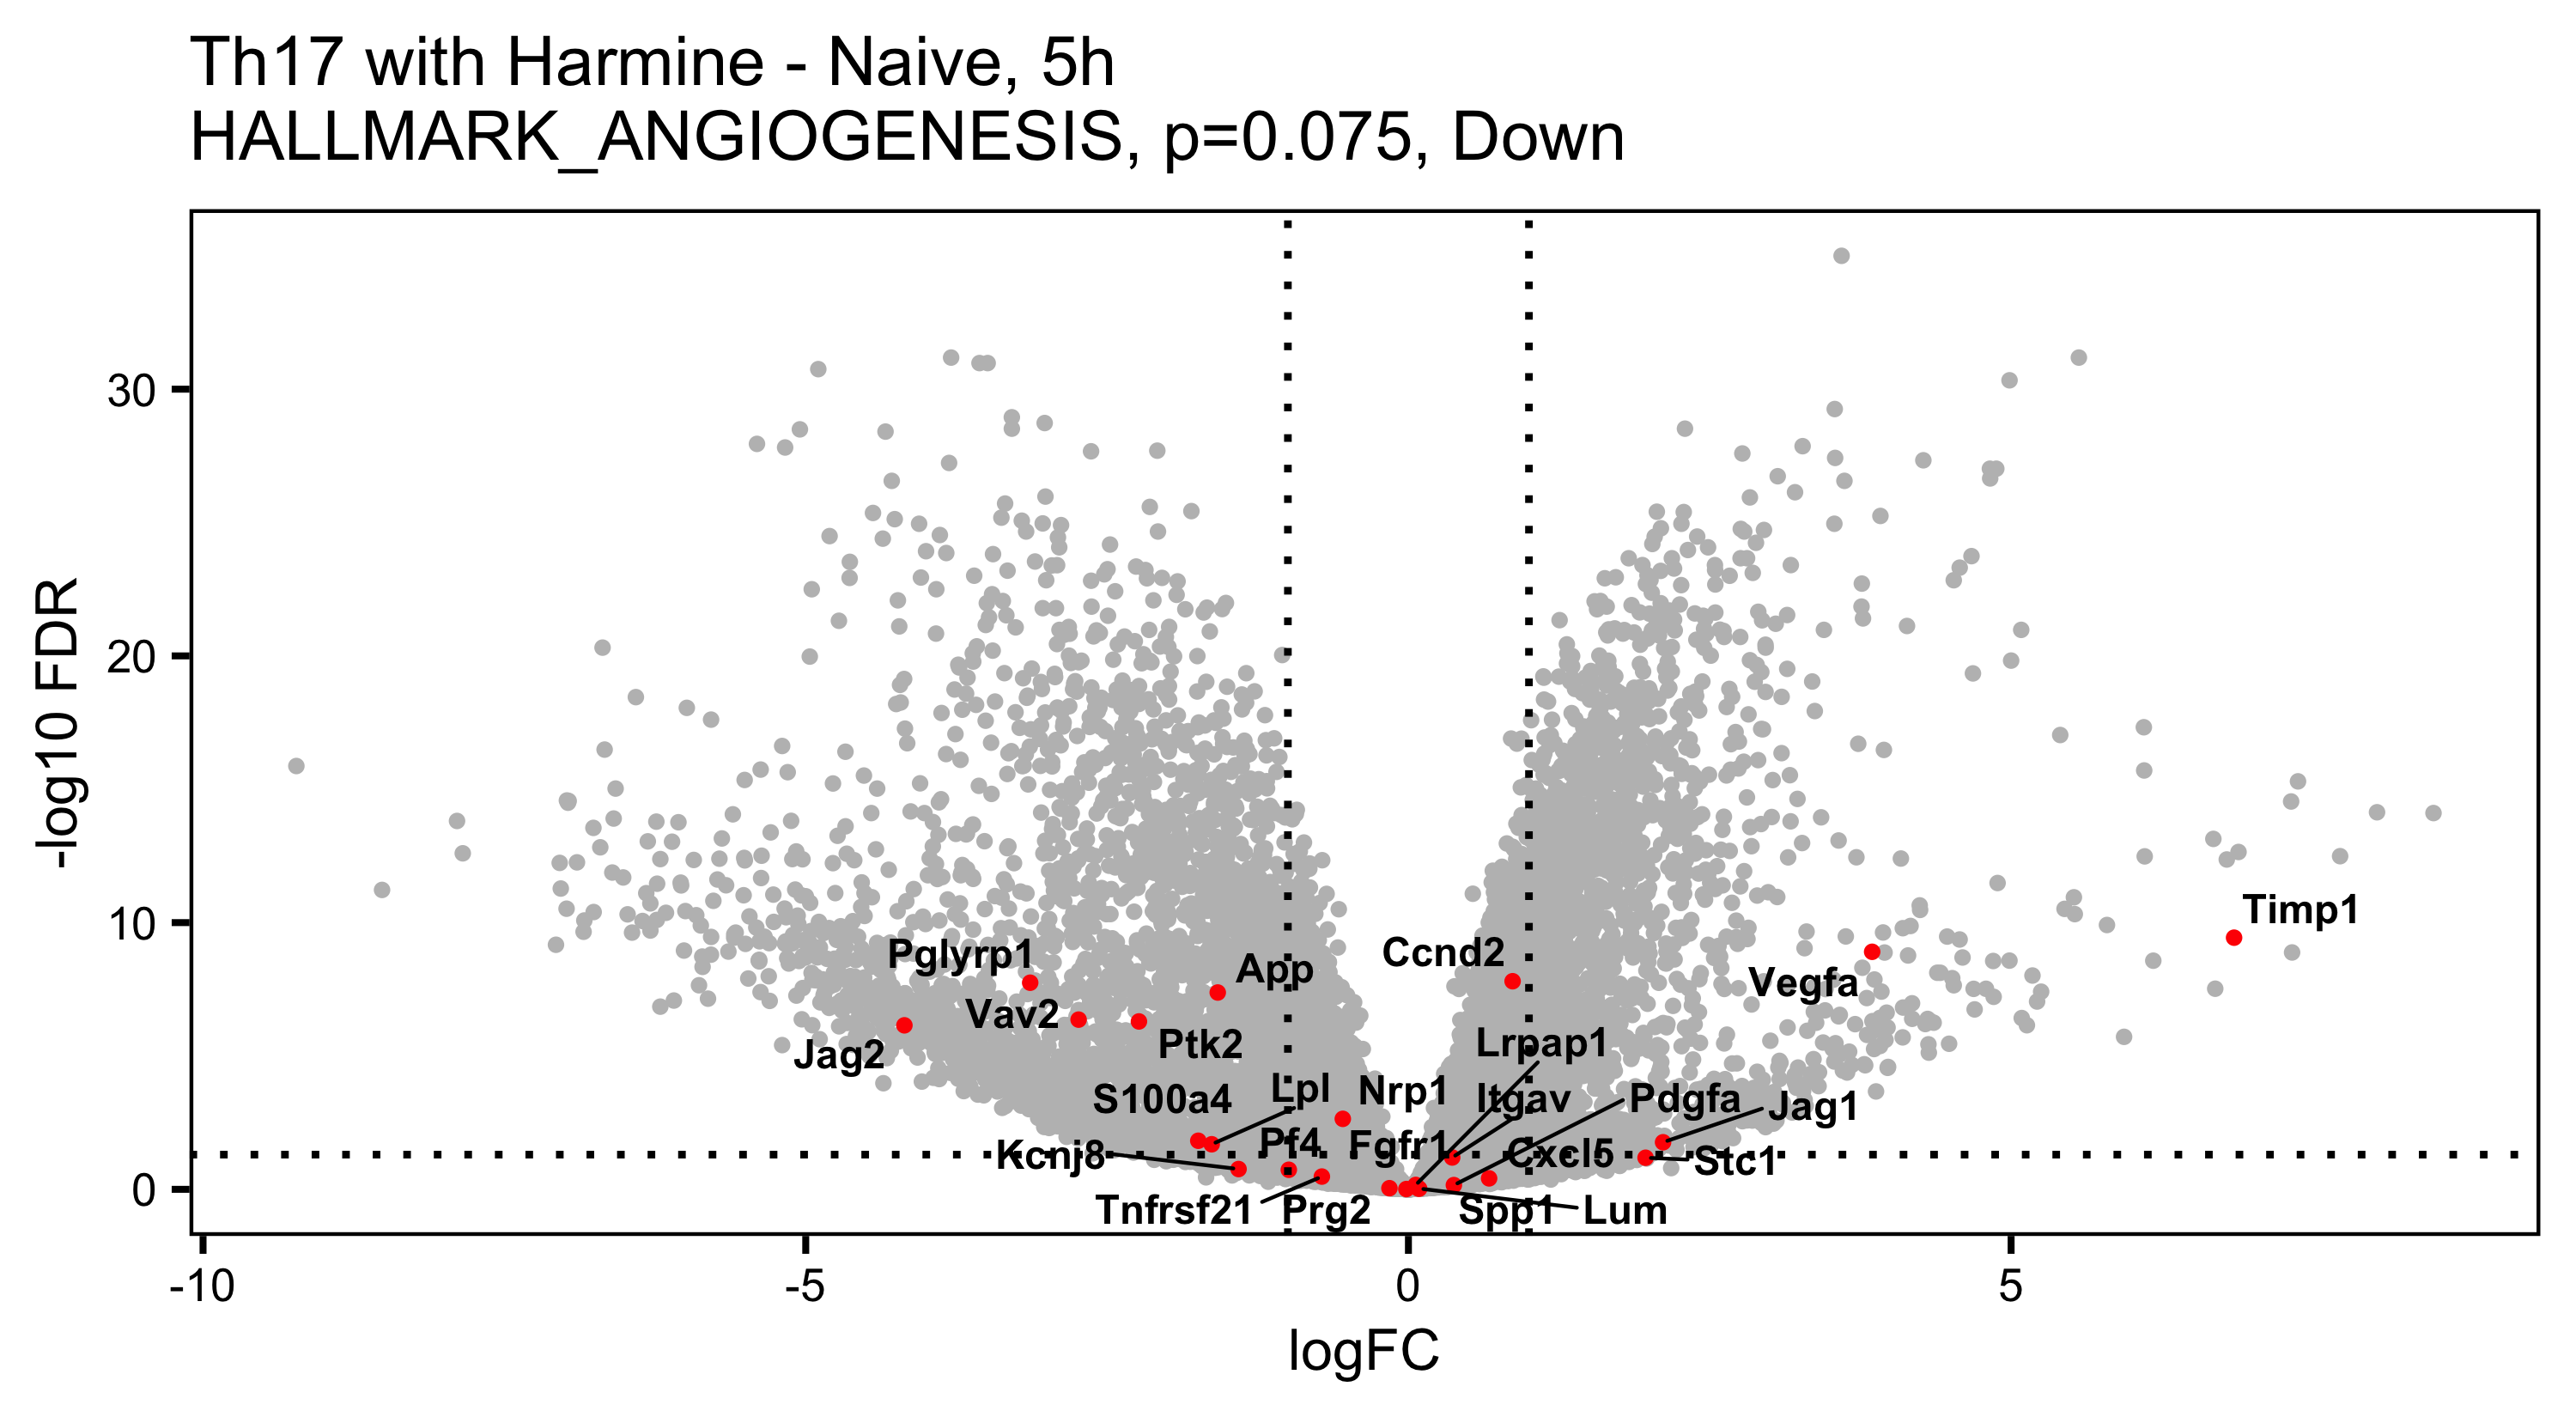 Th17 with Harmine - Naive, 5h
HALLMARK_ANGIOGENESIS, p=0.075, Down
-log10 FDR
30
20
10
0
Timp1
Pglyrp1
App
Ccnd2
Vegfa
Vav2
Jag2
Ptk2
Lrpap1
S100a4
Lpl
Nrp1
Itgav
Pdgfa
Jag1
Kcnj8
Pf4
Fgfr1
Cxcl5
Stc1
Tnfrsf21
Prg2
Spp1
Lum
-10
-5
0
5
logFC